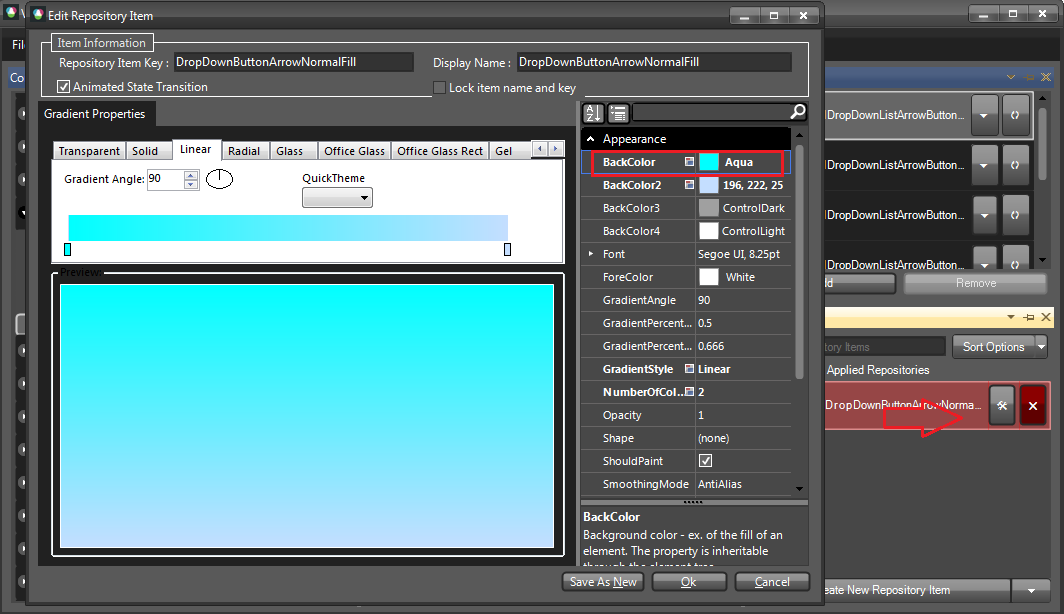 Edit Repository Item
Item Information
Repository Item Key : DropDownButtonArrowNormalFill
Display Name : DropDownButtonArrowNormalFill
Animated State Transition
Lock item name and key
Gradient Properties
Transparent Solid Linear Radial Glass Office Glass Office Glass Rect Gel
Gradient Angle: 90
QuickTheme
Preview:
Appearance
BackColor Aqua
BackColor2 196, 222, 25
BackColor3 ControlDark
BackColor4 ControlLight
Font Segoe UI, 8.25pt
ForeColor White
GradientAngle 90
GradientPercent... 0.5
GradientPercent... 0.666
GradientStyle Linear
NumberOfCol... 2
Opacity 1
Shape (none)
ShouldPaint
SmoothingMode AntiAlias
BackColor
Background color - ex. of the fill of an
element. The property is inheritable
through the element tree
Save As New Ok Cancel
DropDownListArrowButton...
DropDownListArrowButton...
DropDownListArrowButton...
DropDownListArrowButton...
Remove
Items
Sort Options
Applied Repositories
DropDownButtonArrowNorma...
New Repository Item